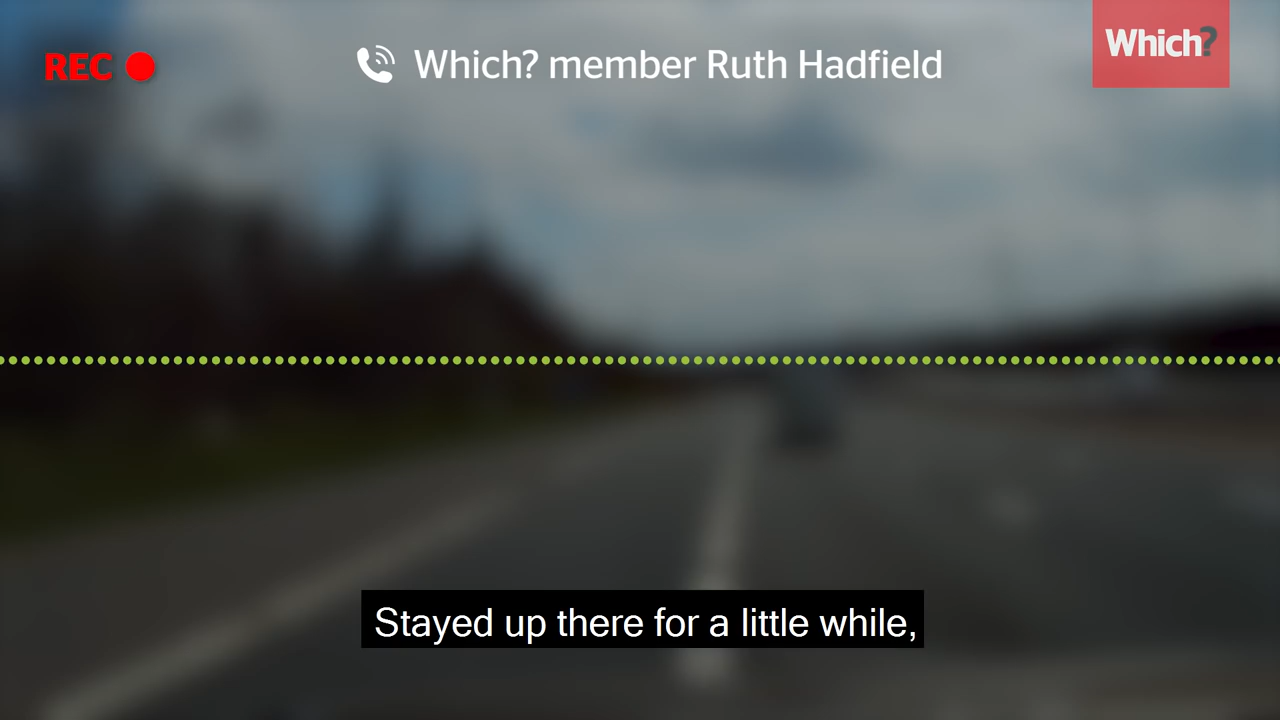 REC
Which? member Ruth Hadfield
Which?
Stayed up there for a little while,